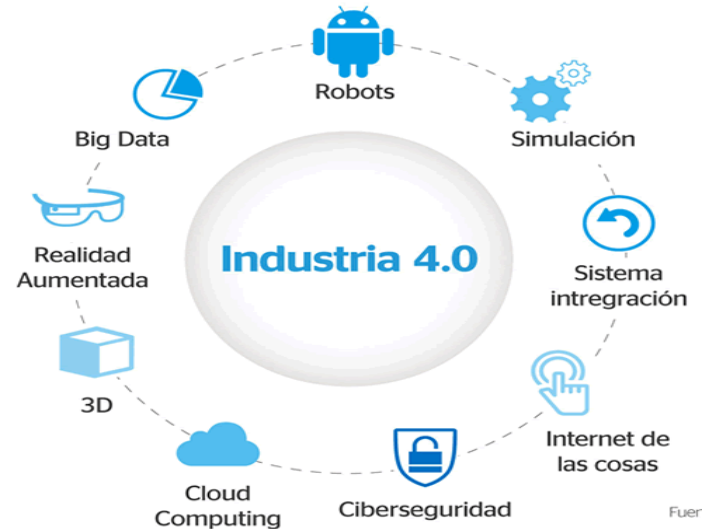 Robots
Simulación
Sistema
intregración
Internet de
las cosas
Ciberseguridad
Cloud
Computing
3D
Realidad
Aumentada
Big Data
Industria 4.0
Fuer